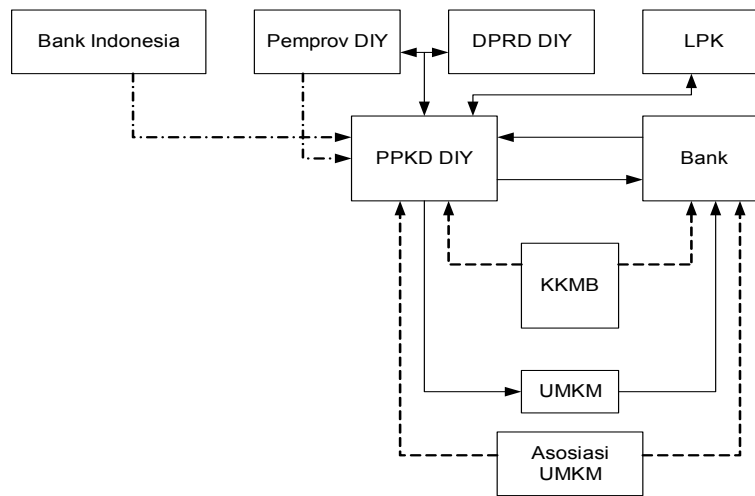 Bank Indonesia
Pemprov DIY
DPRD DIY
LPK
PPKD DIY
Bank
KKMB
UMKM
Asosiasi
UMKM